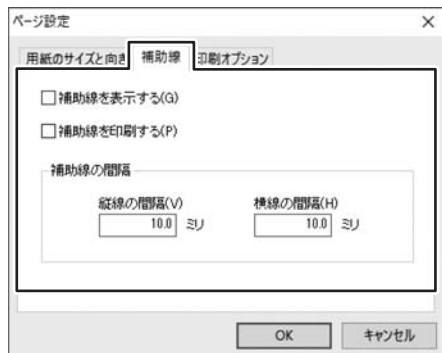 ページ設定
用紙のサイズと向き 補助線 印刷オプション
補助線を表示する(G)
補助線を印刷する(P)
補助線の間隔
縦線の間隔(V) 横線の間隔(H)
10.0 ミリ 10.0 ミリ
OK キャンセル